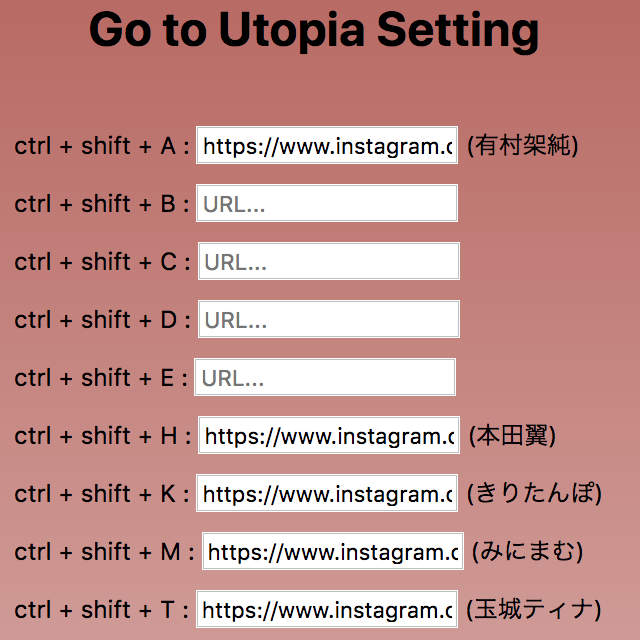 Go to Utopia Setting
ctrl + shift + A : https://www.instagram.c (有村架純)
ctrl + shift + B : URL...
ctrl + shift + C : URL...
ctrl + shift + D : URL...
ctrl + shift + E : URL...
ctrl + shift + H : https://www.instagram.c (本田翼)
ctrl + shift + K : https://www.instagram.c (きりたんぽ)
ctrl + shift + M : https://www.instagram.c (みにまむ)
ctrl + shift + T : https://www.instagram.c (玉城ティナ)